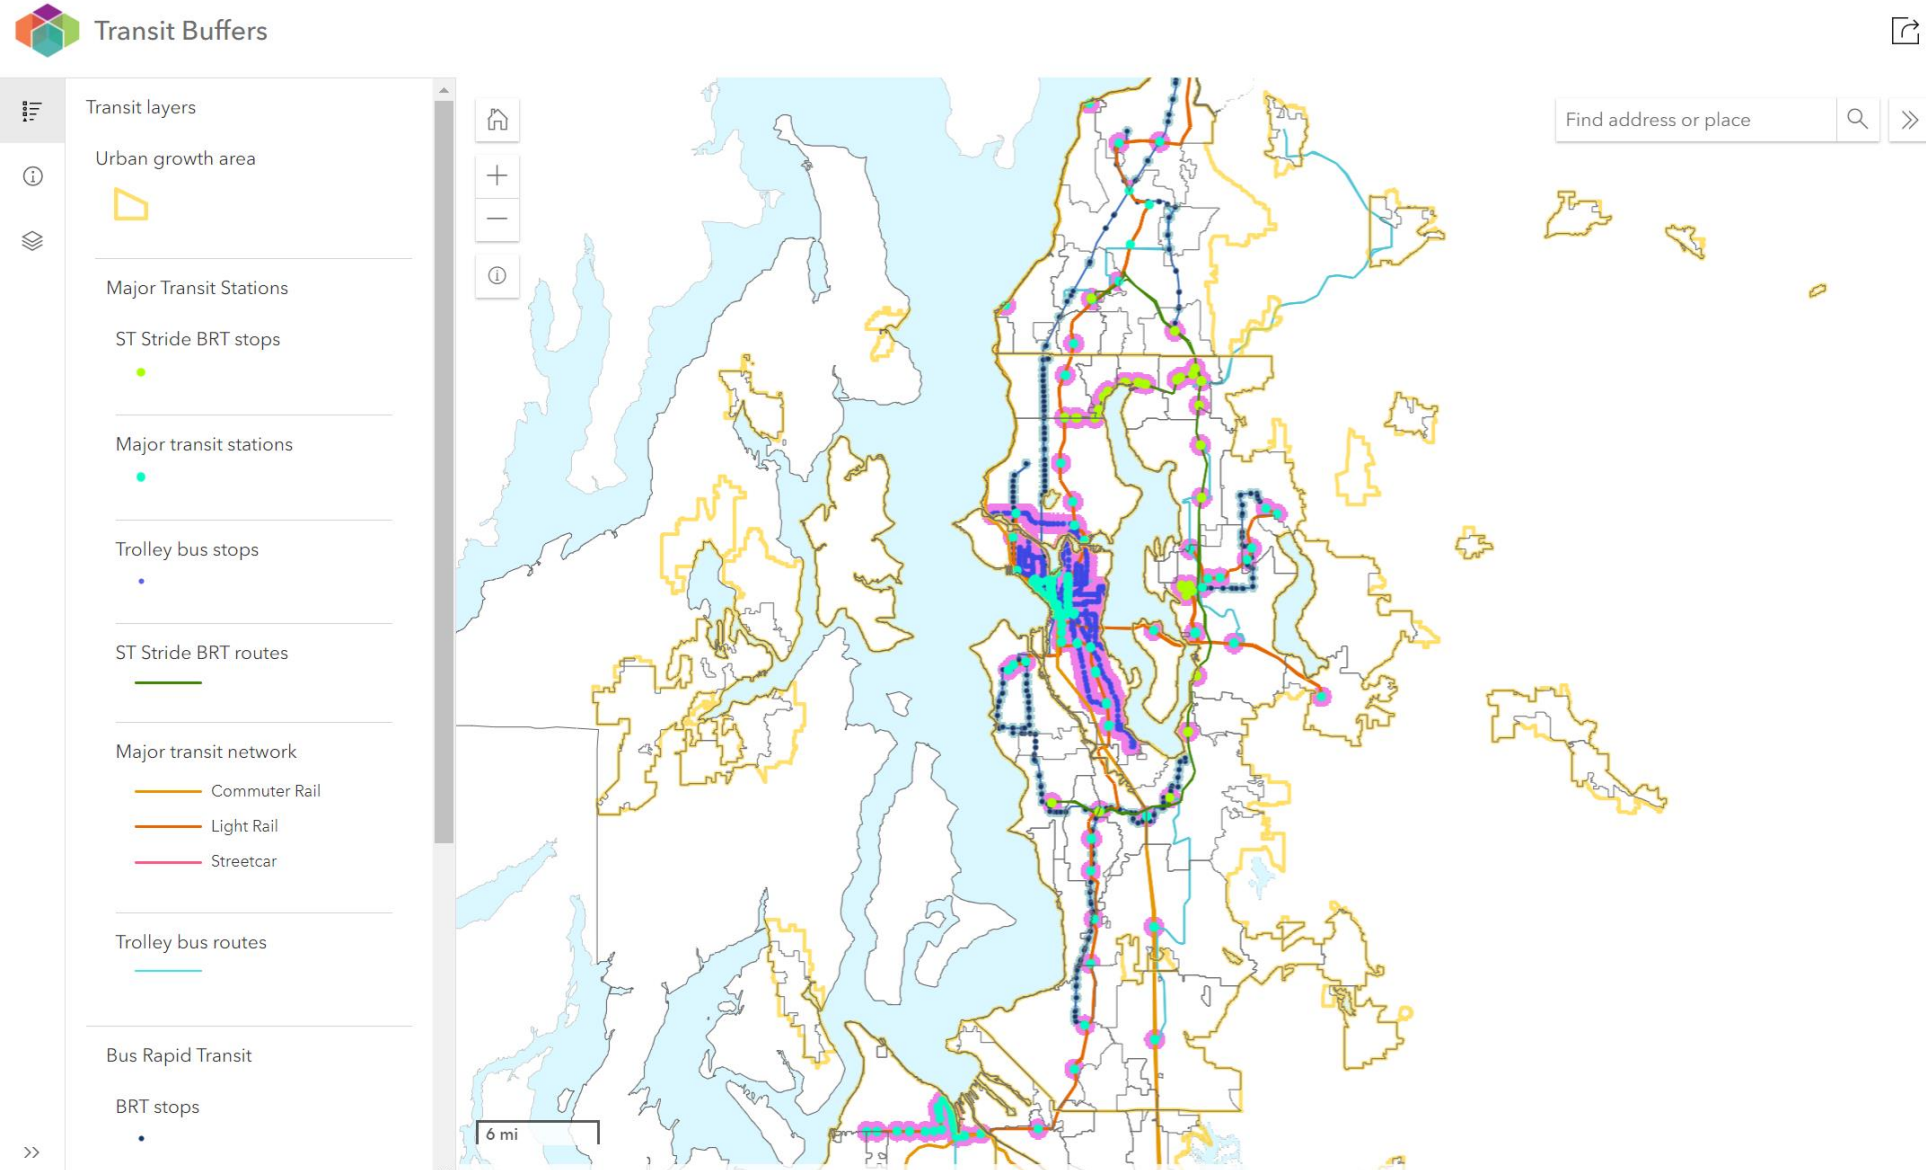 Transit Buffers
Transit layers
Urban growth area
Major Transit Stations
ST Stride BRT stops
Major transit stations
Trolley bus stops
ST Stride BRT routes
Major transit network
Commuter Rail
Light Rail
Streetcar
Trolley bus routes
Bus Rapid Transit
BRT stops
Find address or place
6 mi